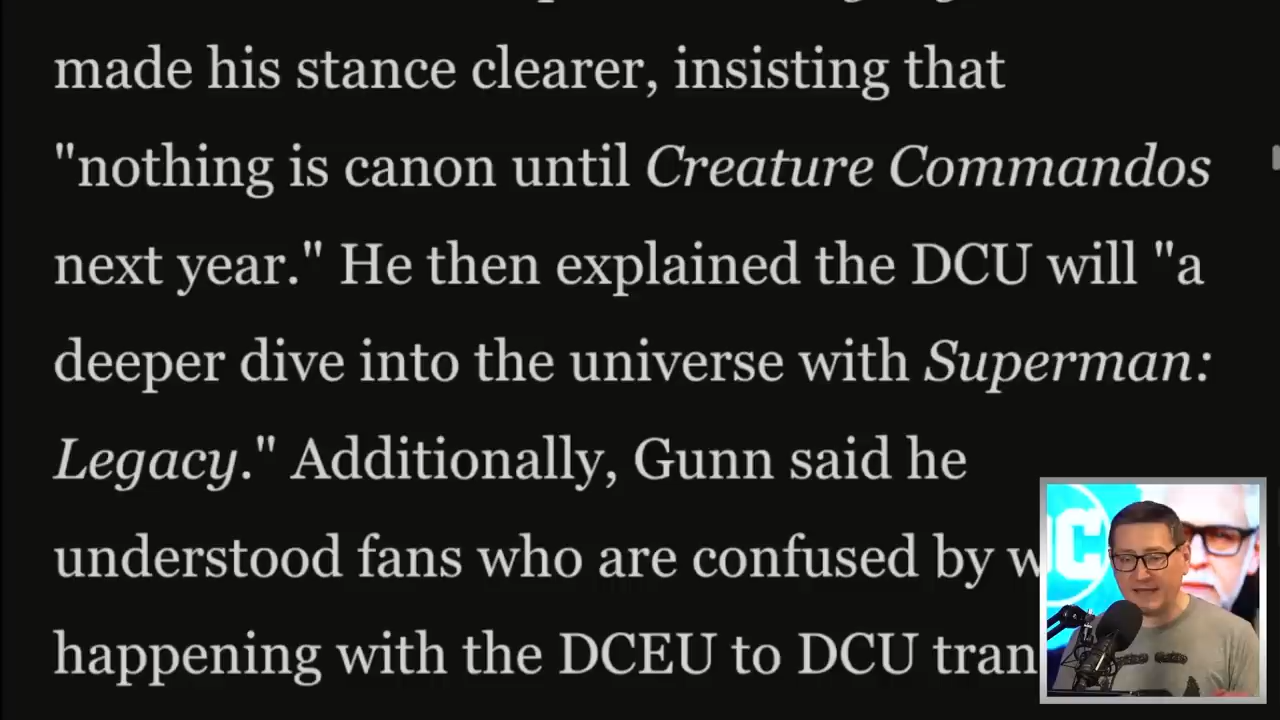 made his stance clearer, insisting that
"nothing is canon until Creature Commandos
next year." He then explained the DCU will "a
deeper dive into the universe with Superman:
Legacy." Additionally, Gunn said he
understood fans who are confused by
happening with the DCEU to DCU